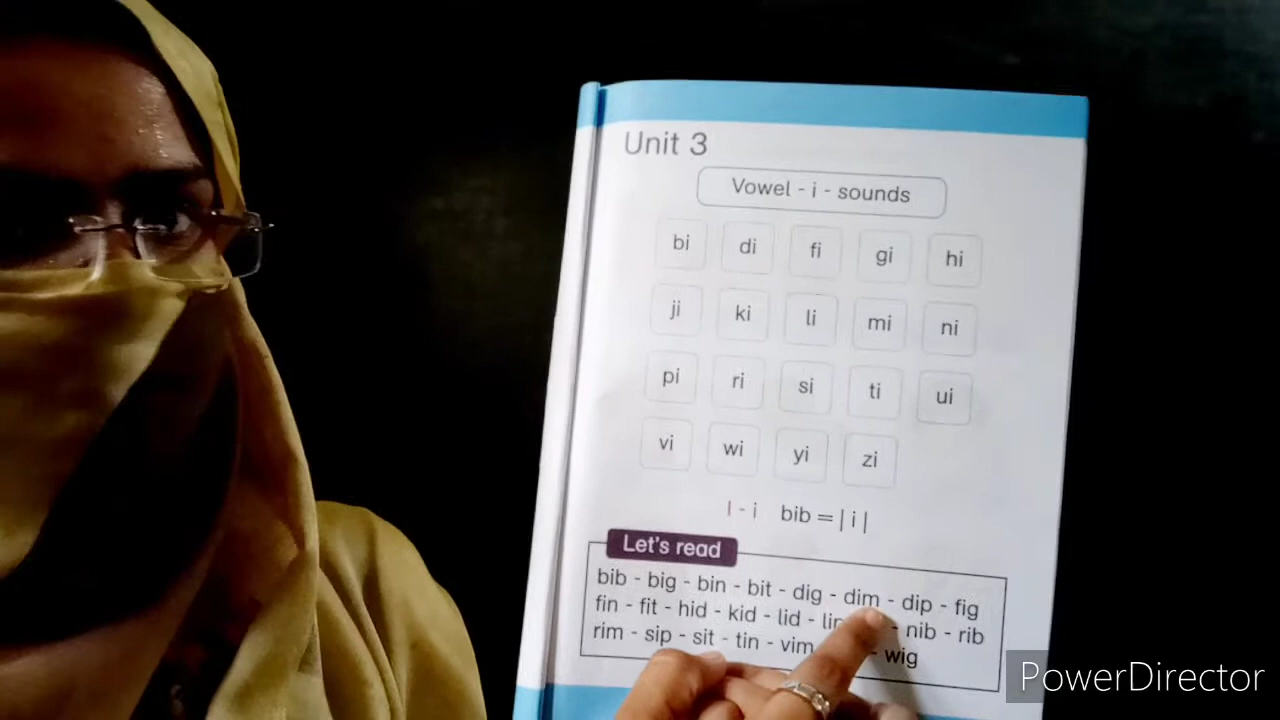 Unit 3
Vowel - i - sounds
bi di fi gi hi
ji ki li mi ni
pi ri si ti ui
vi wi yi zi
I - i bib = | i |
Let's read
bib - big - bin - bit - dig - dim - dip - fig
fin - fit - hid - kid - lid - - nib - rib
rim - sip - sit - tin - vim - wig
PowerDirector